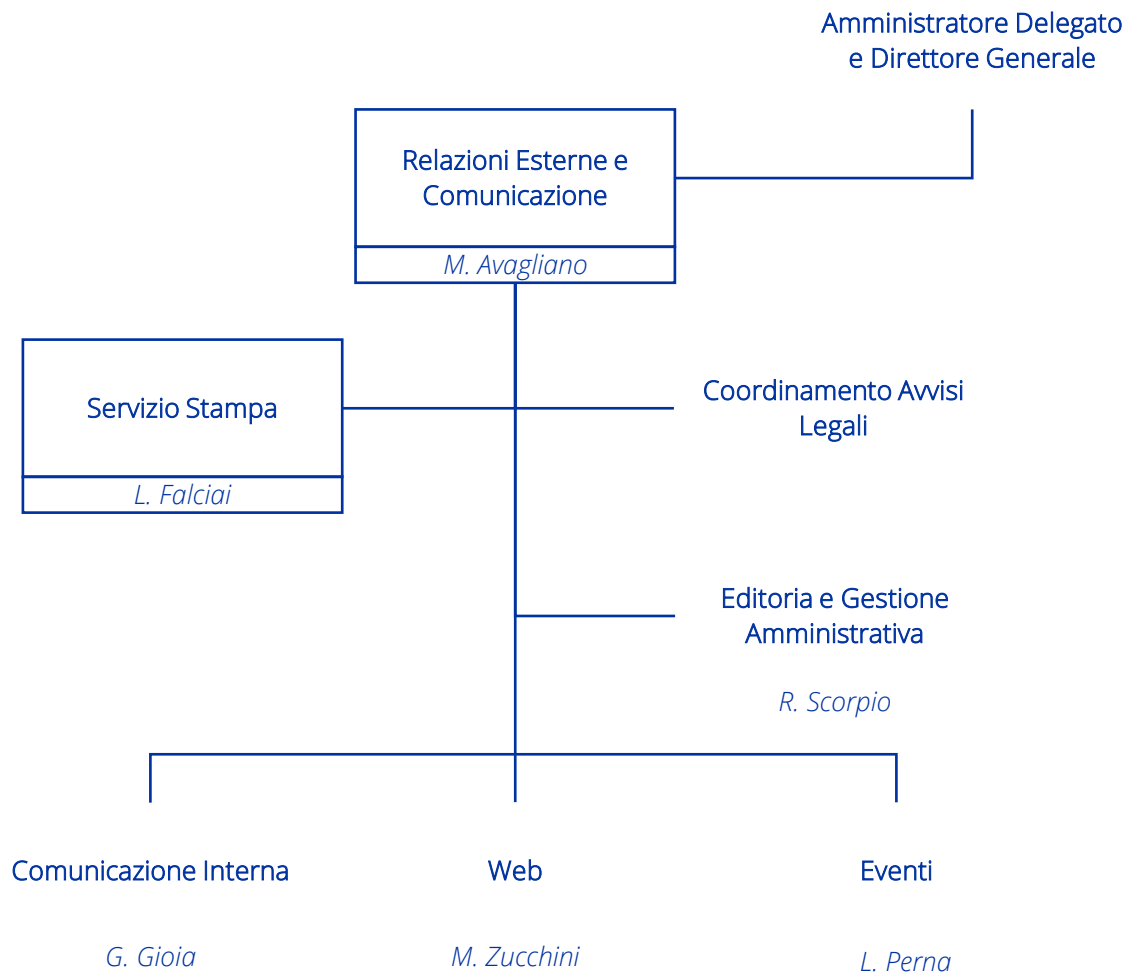 Amministratore Delegato
e Direttore Generale
Relazioni Esterne e
Comunicazione
M. Avagliano
Servizio Stampa
L. Falciai
Coordinamento Avvisi
Legali
Editoria e Gestione
Amministrativa
R. Scorpio
Comunicazione Interna
G. Gioia
Web
M. Zucchini
Eventi
L. Perna